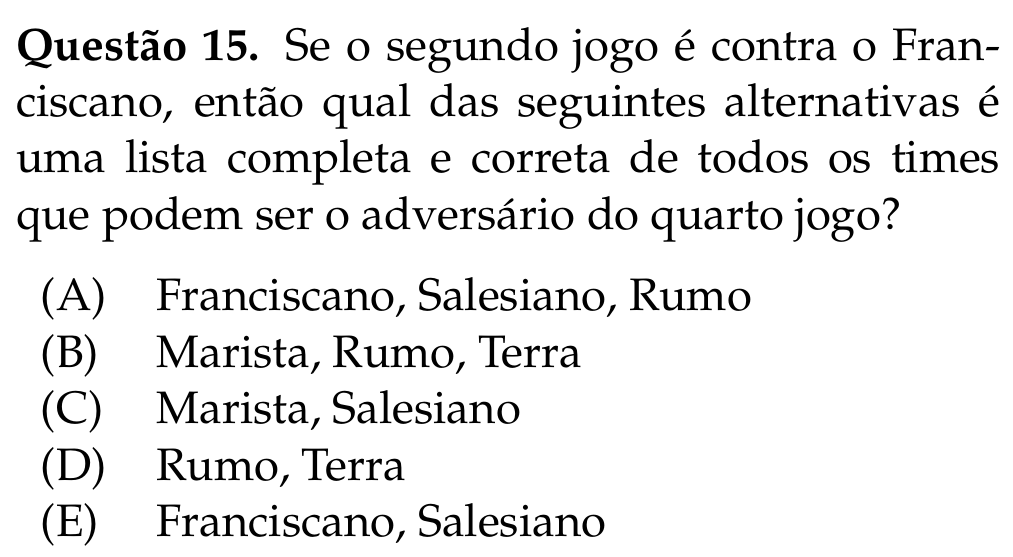 Questão 15. Se o segundo jogo é contra o Fran-
ciscano, então qual das seguintes alternativas é
uma lista completa e correta de todos os times
que podem ser o adversário do quarto jogo?
(A) Franciscano, Salesiano, Rumo
(B) Marista, Rumo, Terra
(C) Marista, Salesiano
(D) Rumo, Terra
(E) Franciscano, Salesiano